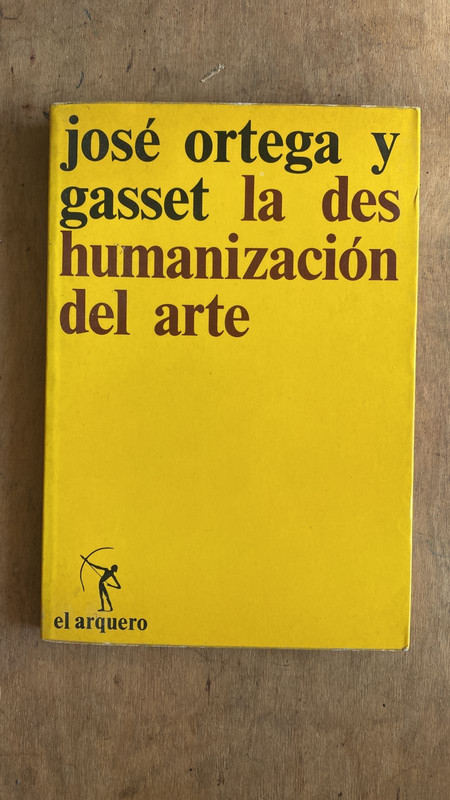 josé ortega y
gasset la des
humanización
del arte
el arquero